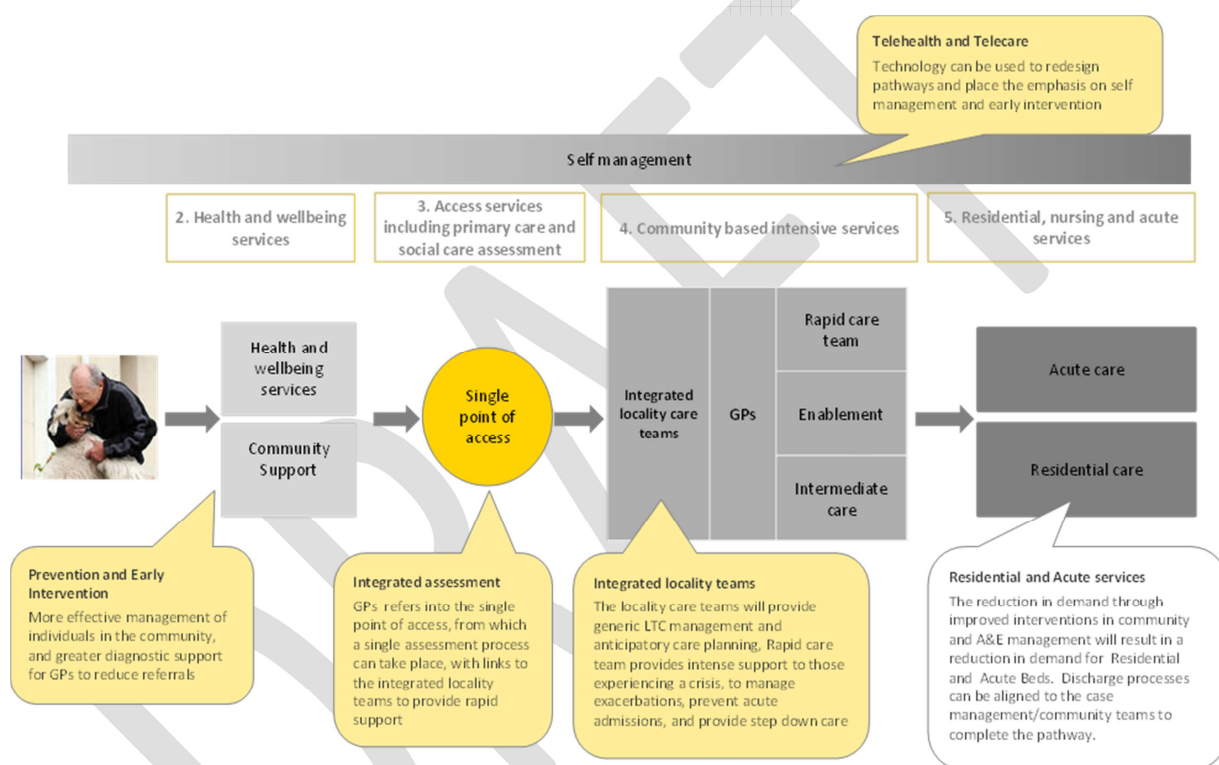 Telehealth and Telecare
Technology can be used to redesign
pathways and place the emphasis on self
management and early intervention
Self management
2. Health and wellbeing
services
3. Access services
including primary care and
social care assessment
4. Community based intensive services
5. Residential, nursing and acute
services
Health and
wellbeing
services
Community
Support
Single
point of
access
Integrated
locality care
teams
GPs
Rapid care
team
Enablement
Intermediate
care
Acute care
Residential care
Prevention and Early
Intervention
More effective management of
individuals in the community,
and greater diagnostic support
for GPs to reduce referrals
Integrated assessment
GPs refers into the single
point of access, from which
a single assessment process
can take place, with links to
the integrated locality
teams to provide rapid
support
Integrated locality teams
The locality care teams will provide
generic LTC management and
anticipatory care planning, Rapid care
team provides intense support to those
experiencing a crisis, to manage
exacerbations, prevent acute
admissions, and provide step down care
Residential and Acute services
The reduction in demand through
improved interventions in community
and A&E management will result in a
reduction in demand for Residential
and Acute Beds. Discharge processes
can be aligned to the case
management/community teams to
complete the pathway.